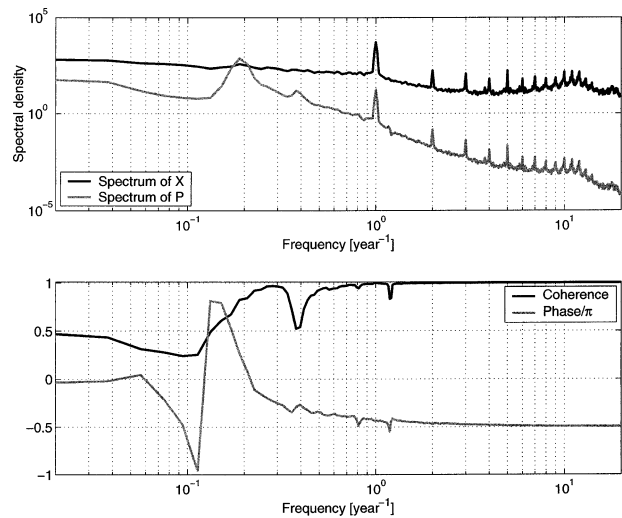 10^5
10^0
10^-5
Spectral density
Spectrum of X
Spectrum of P
10^-1
10^0
10^1
Frequency [year^-1]
1
0.5
0
-0.5
-1
Coherence
Phase/π
10^-1
10^0
10^1
Frequency [year^-1]